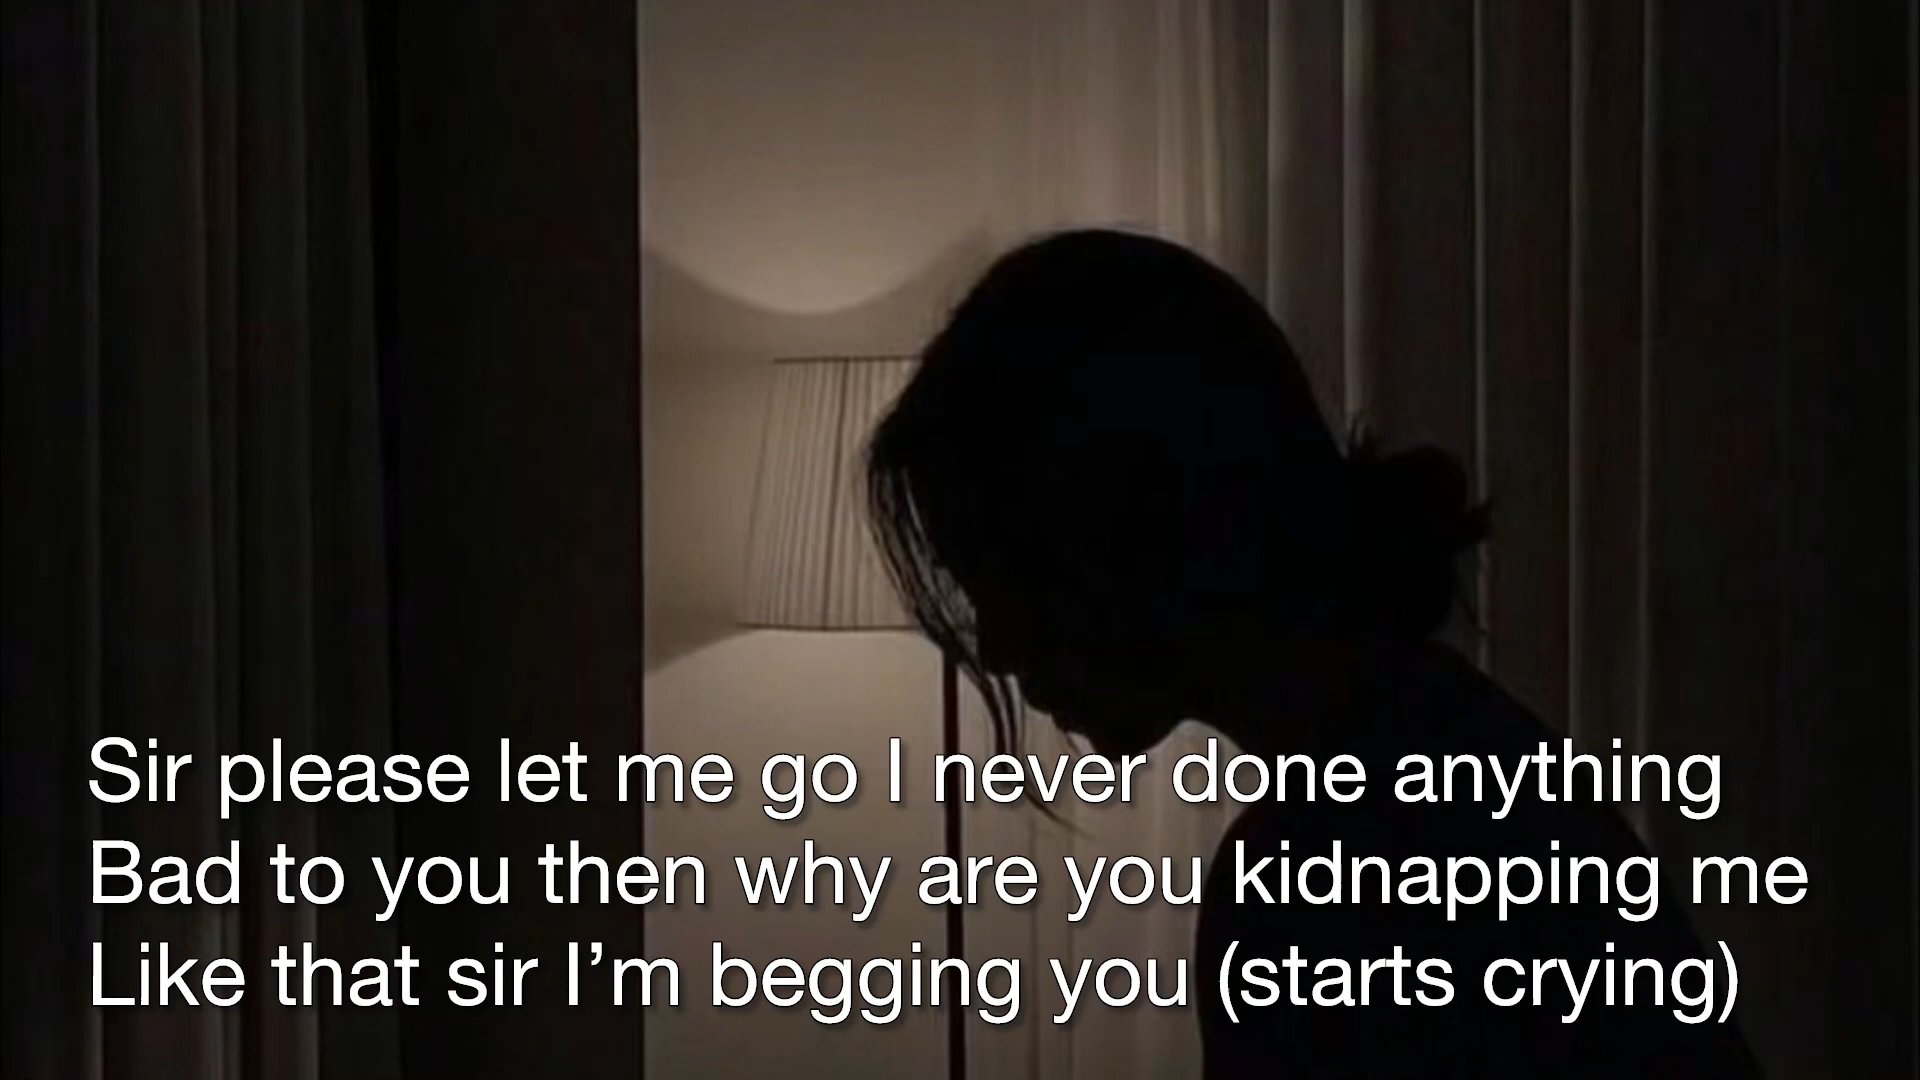 Sir please let me go I never done anything
Bad to you then why are you kidnapping me
Like that sir I’m begging you (starts crying)